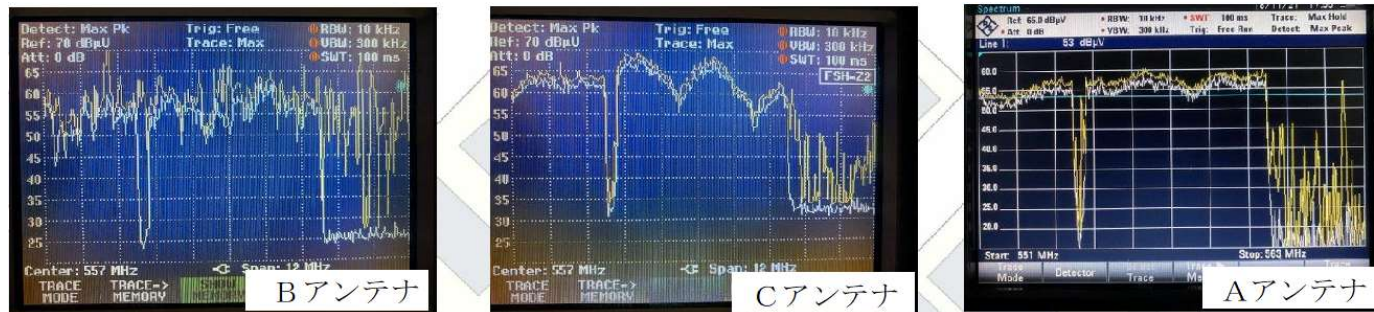 Detect: Max Pk Trig: Free RBW: 10 kHz
Ref: 70 dBµV Trace: Max VBW: 300 kHz
Att: 0 dB SWT: 100 ms
65
60
55
50
45
40
35
30
25
Center: 557 MHz Span: 12 MHz
TRACE MODE
TRACE-> MEMORY
Bアンテナ
Detect: Max Pk Trig: Free RBW: 10 kHz
Ref: 70 dBµV Trace: Max VBW: 300 kHz
Att: 0 dB SWT: 100 ms
FSH-Z2
65
60
55
50
45
40
35
30
25
Center: 557 MHz Span: 12 MHz
TRACE MODE
TRACE-> MEMORY
Cアンテナ
Spectrum
Ref: 65.0 dBµV RBW: 10 kHz SWT: 100 ms Trace: Max Hold
Att: 0 dB VBW: 300 kHz Trig: Free Run Detect: Max Peak
Line 1: 53 dBµV
60.0
55.0
50.0
45.0
40.0
35.0
30.0
25.0
20.0
Start: 551 MHz Stop: 563 MHz
Trace Mode
Detector
Trace
Aアンテナ